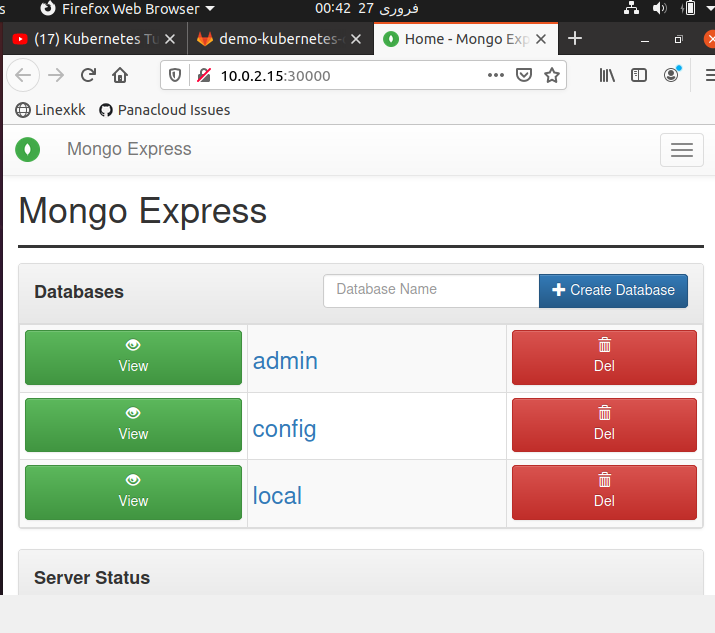 s Firefox Web Browser 00:42 27 فروری
(17) Kubernetes Tu demo-kubernetes- Home - Mongo Exp
10.0.2.15:30000
Linexkk Panacloud Issues
Mongo Express
Mongo Express
Databases Database Name Create Database
View admin Del
View config Del
View local Del
Server Status